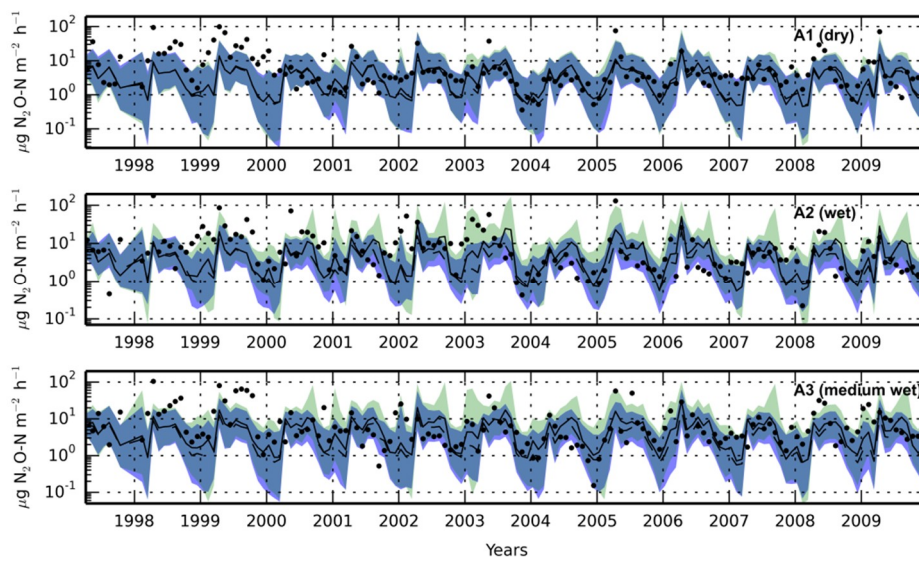 10²
10¹
10⁰
10⁻¹
μg N₂O-N m⁻² h⁻¹
A1 (dry)
1998 1999 2000 2001 2002 2003 2004 2005 2006 2007 2008 2009
10²
10¹
10⁰
10⁻¹
μg N₂O-N m⁻² h⁻¹
A2 (wet)
1998 1999 2000 2001 2002 2003 2004 2005 2006 2007 2008 2009
10²
10¹
10⁰
10⁻¹
μg N₂O-N m⁻² h⁻¹
A3 (medium wet)
1998 1999 2000 2001 2002 2003 2004 2005 2006 2007 2008 2009
Years